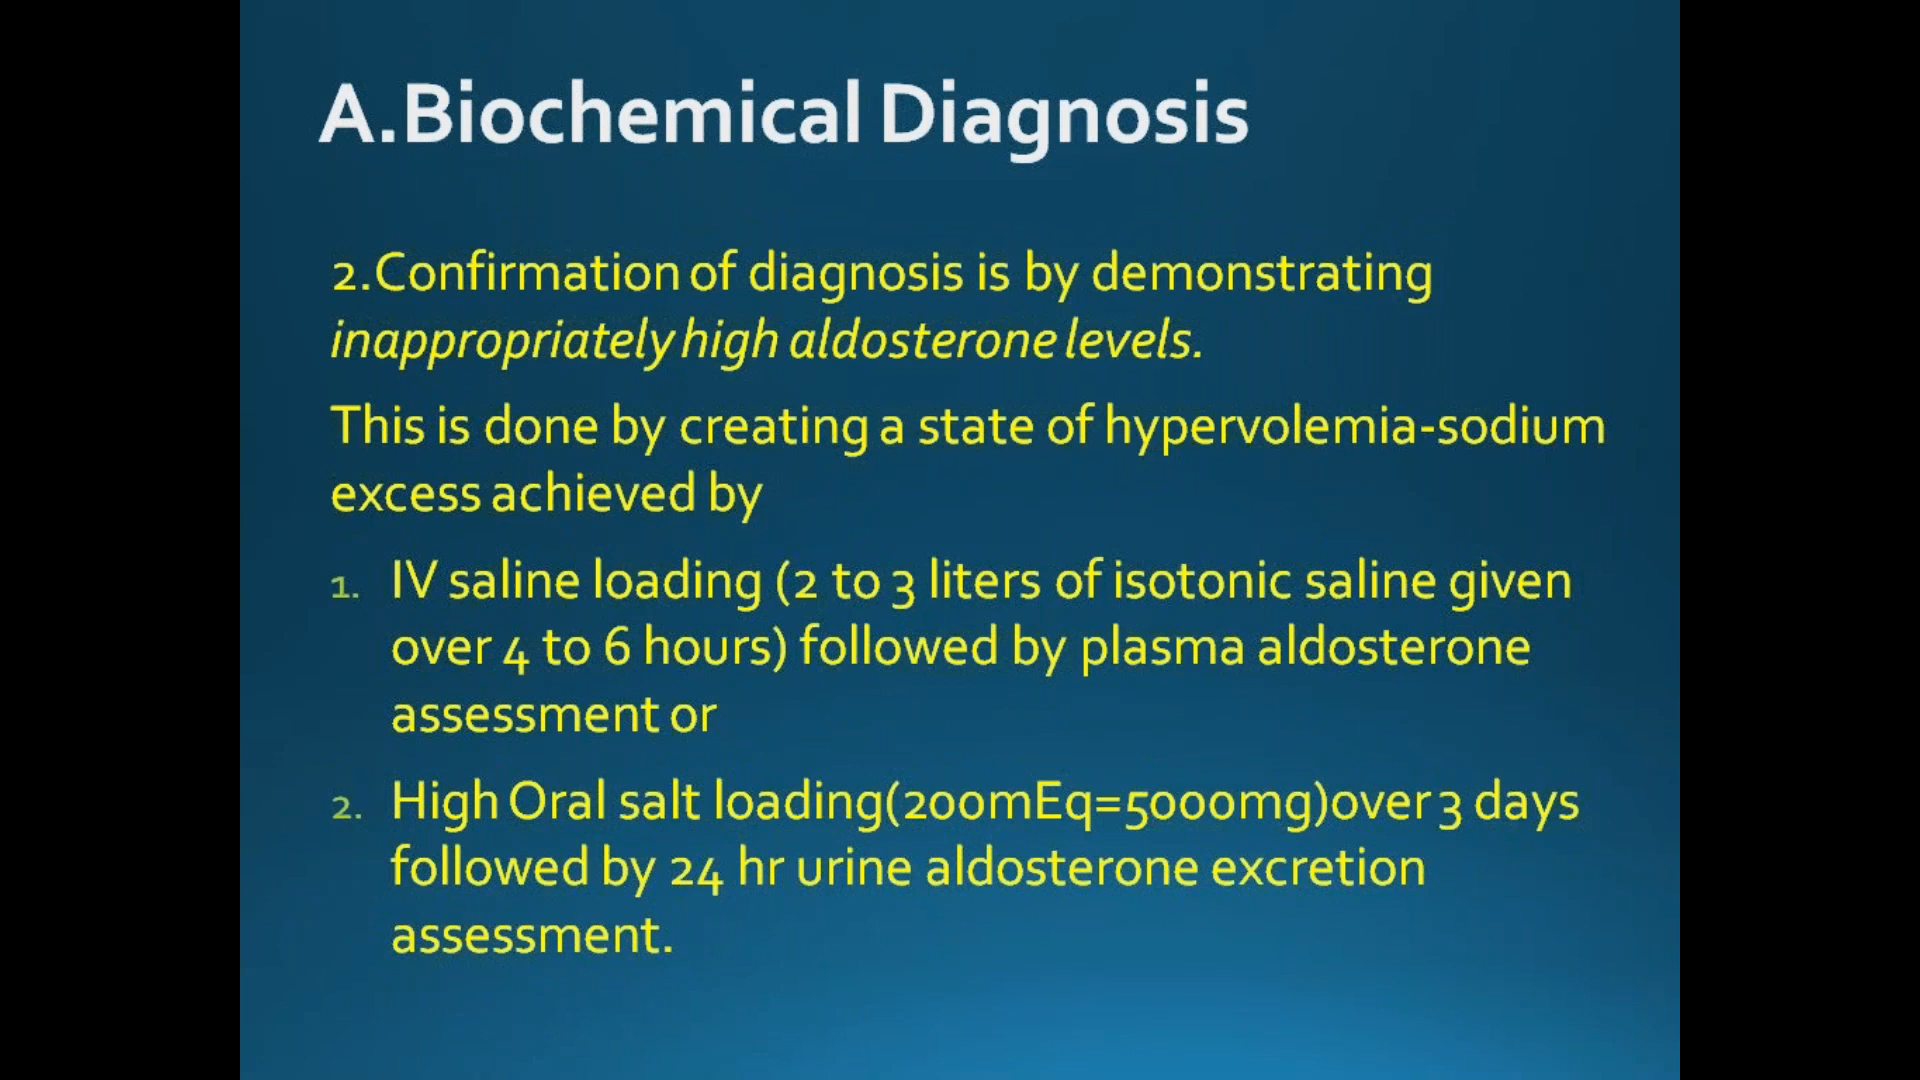 A.Biochemical Diagnosis
2.Confirmation of diagnosis is by demonstrating
inappropriately high aldosterone levels.
This is done by creating a state of hypervolemia-sodium
excess achieved by
1. IV saline loading (2 to 3 liters of isotonic saline given
over 4 to 6 hours) followed by plasma aldosterone
assessment or
2. High Oral salt loading(200mEq=5000mg)over 3 days
followed by 24 hr urine aldosterone excretion
assessment.